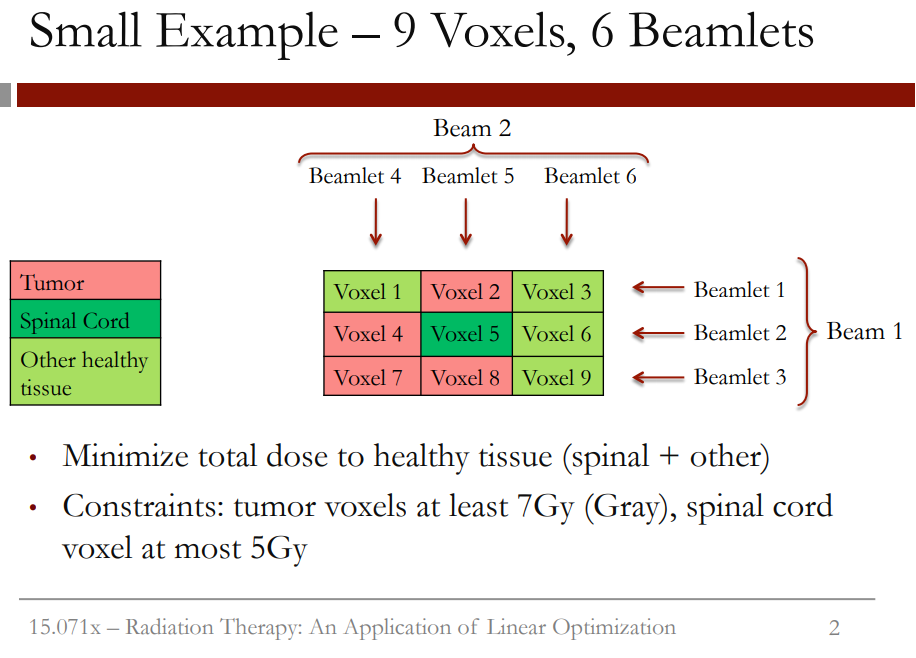 Small Example – 9 Voxels, 6 Beamlets
Beam 2
Beamlet 4 Beamlet 5 Beamlet 6
Tumor
Spinal Cord
Other healthy
tissue
Voxel 1 Voxel 2 Voxel 3
Voxel 4 Voxel 5 Voxel 6
Voxel 7 Voxel 8 Voxel 9
Beamlet 1
Beamlet 2
Beamlet 3
Beam 1
• Minimize total dose to healthy tissue (spinal + other)
• Constraints: tumor voxels at least 7Gy (Gray), spinal cord
voxel at most 5Gy
15.071x – Radiation Therapy: An Application of Linear Optimization 2